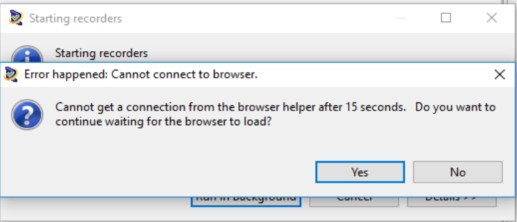 Starting recorders
Starting recorders
Error happened: Cannot connect to browser.
Cannot get a connection from the browser helper after 15 seconds. Do you want to
continue waiting for the browser to load?
Yes No
Run in Background Cancel Details >>